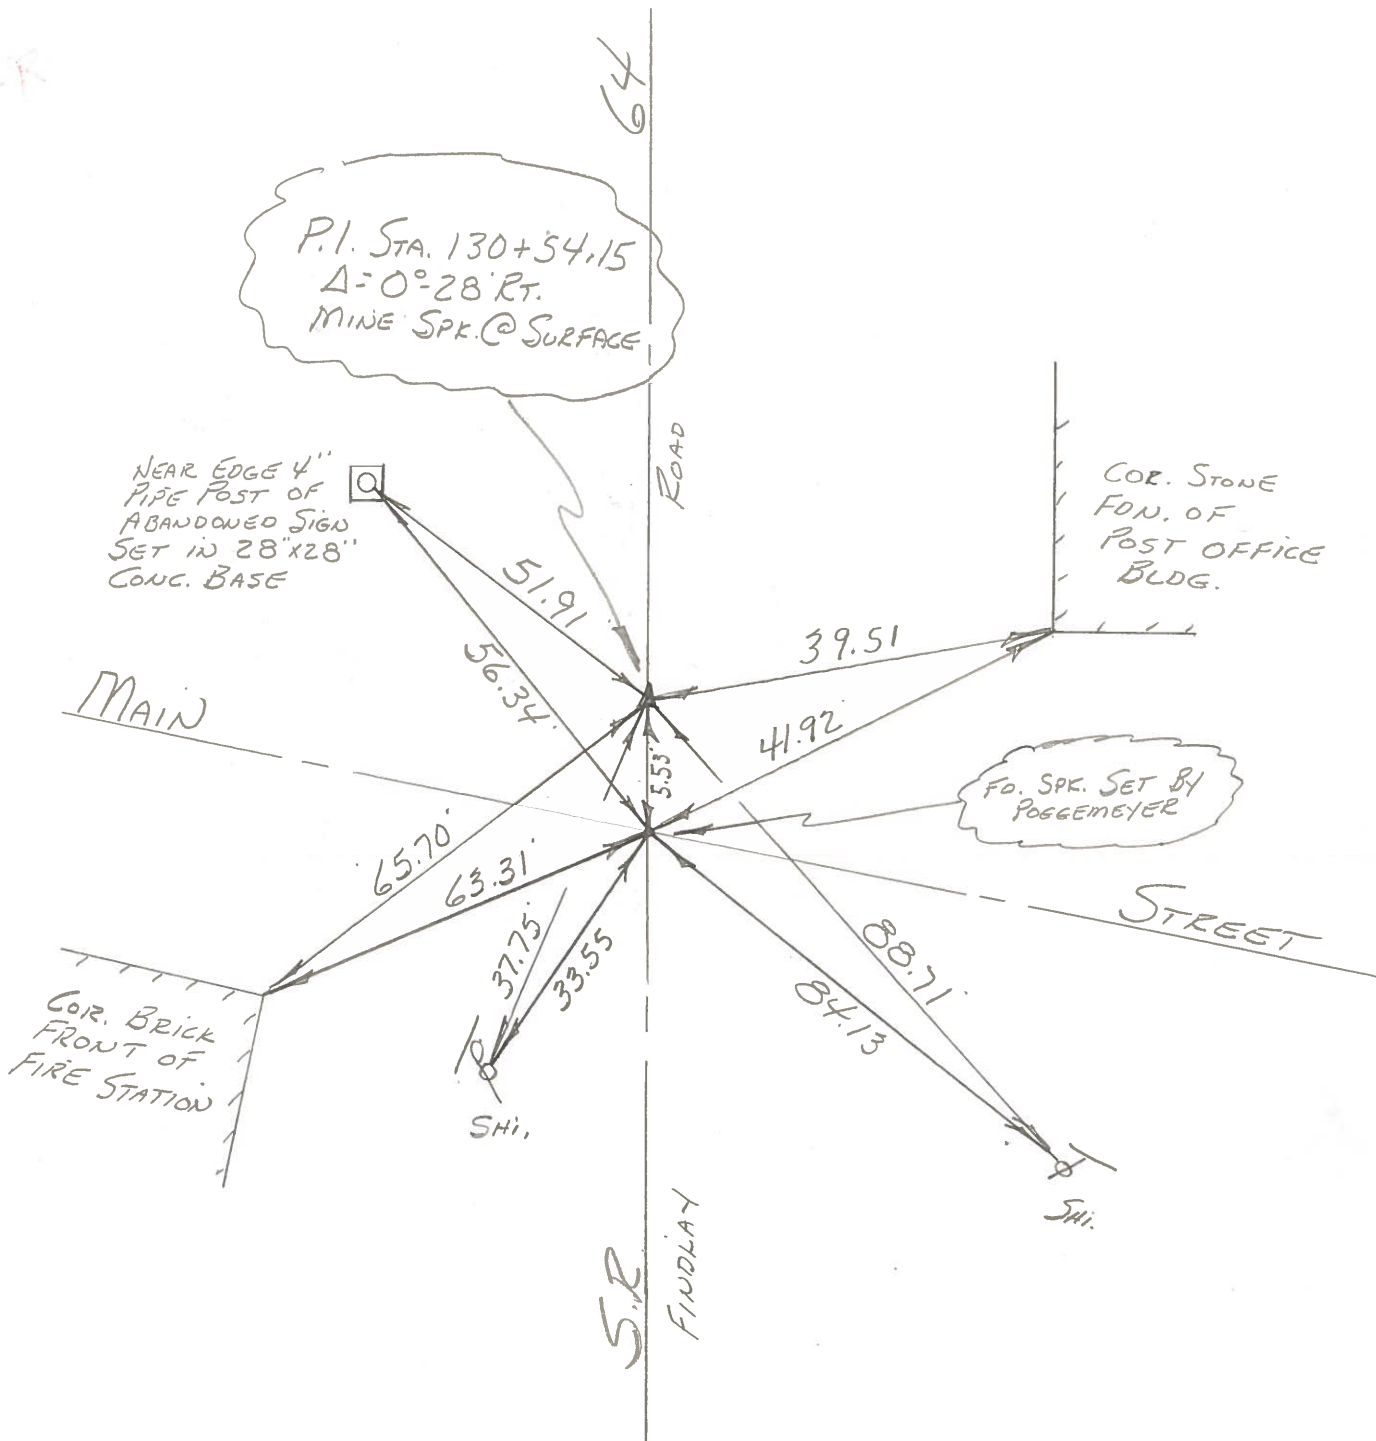 64
P.I. STA. 130+54.15
Δ=0°-28' RT.
MINE SPK.@ SURFACE
ROAD
NEAR EDGE 4"
PIPE POST OF
ABANDONED SIGN
SET IN 28"X28"
CONC. BASE
COR. STONE
FDN. OF
POST OFFICE
BLDG.
51.91
39.51
56.34'
MAIN
41.92'
5.53'
FD. SPK. SET BY
POGGEMEYER
65.70'
63.31'
STREET
37.75'
33.55
88.71'
84.13
COR. BRICK
FRONT OF
FIRE STATION
SHI.
SHI.
S.R
FINDLAY